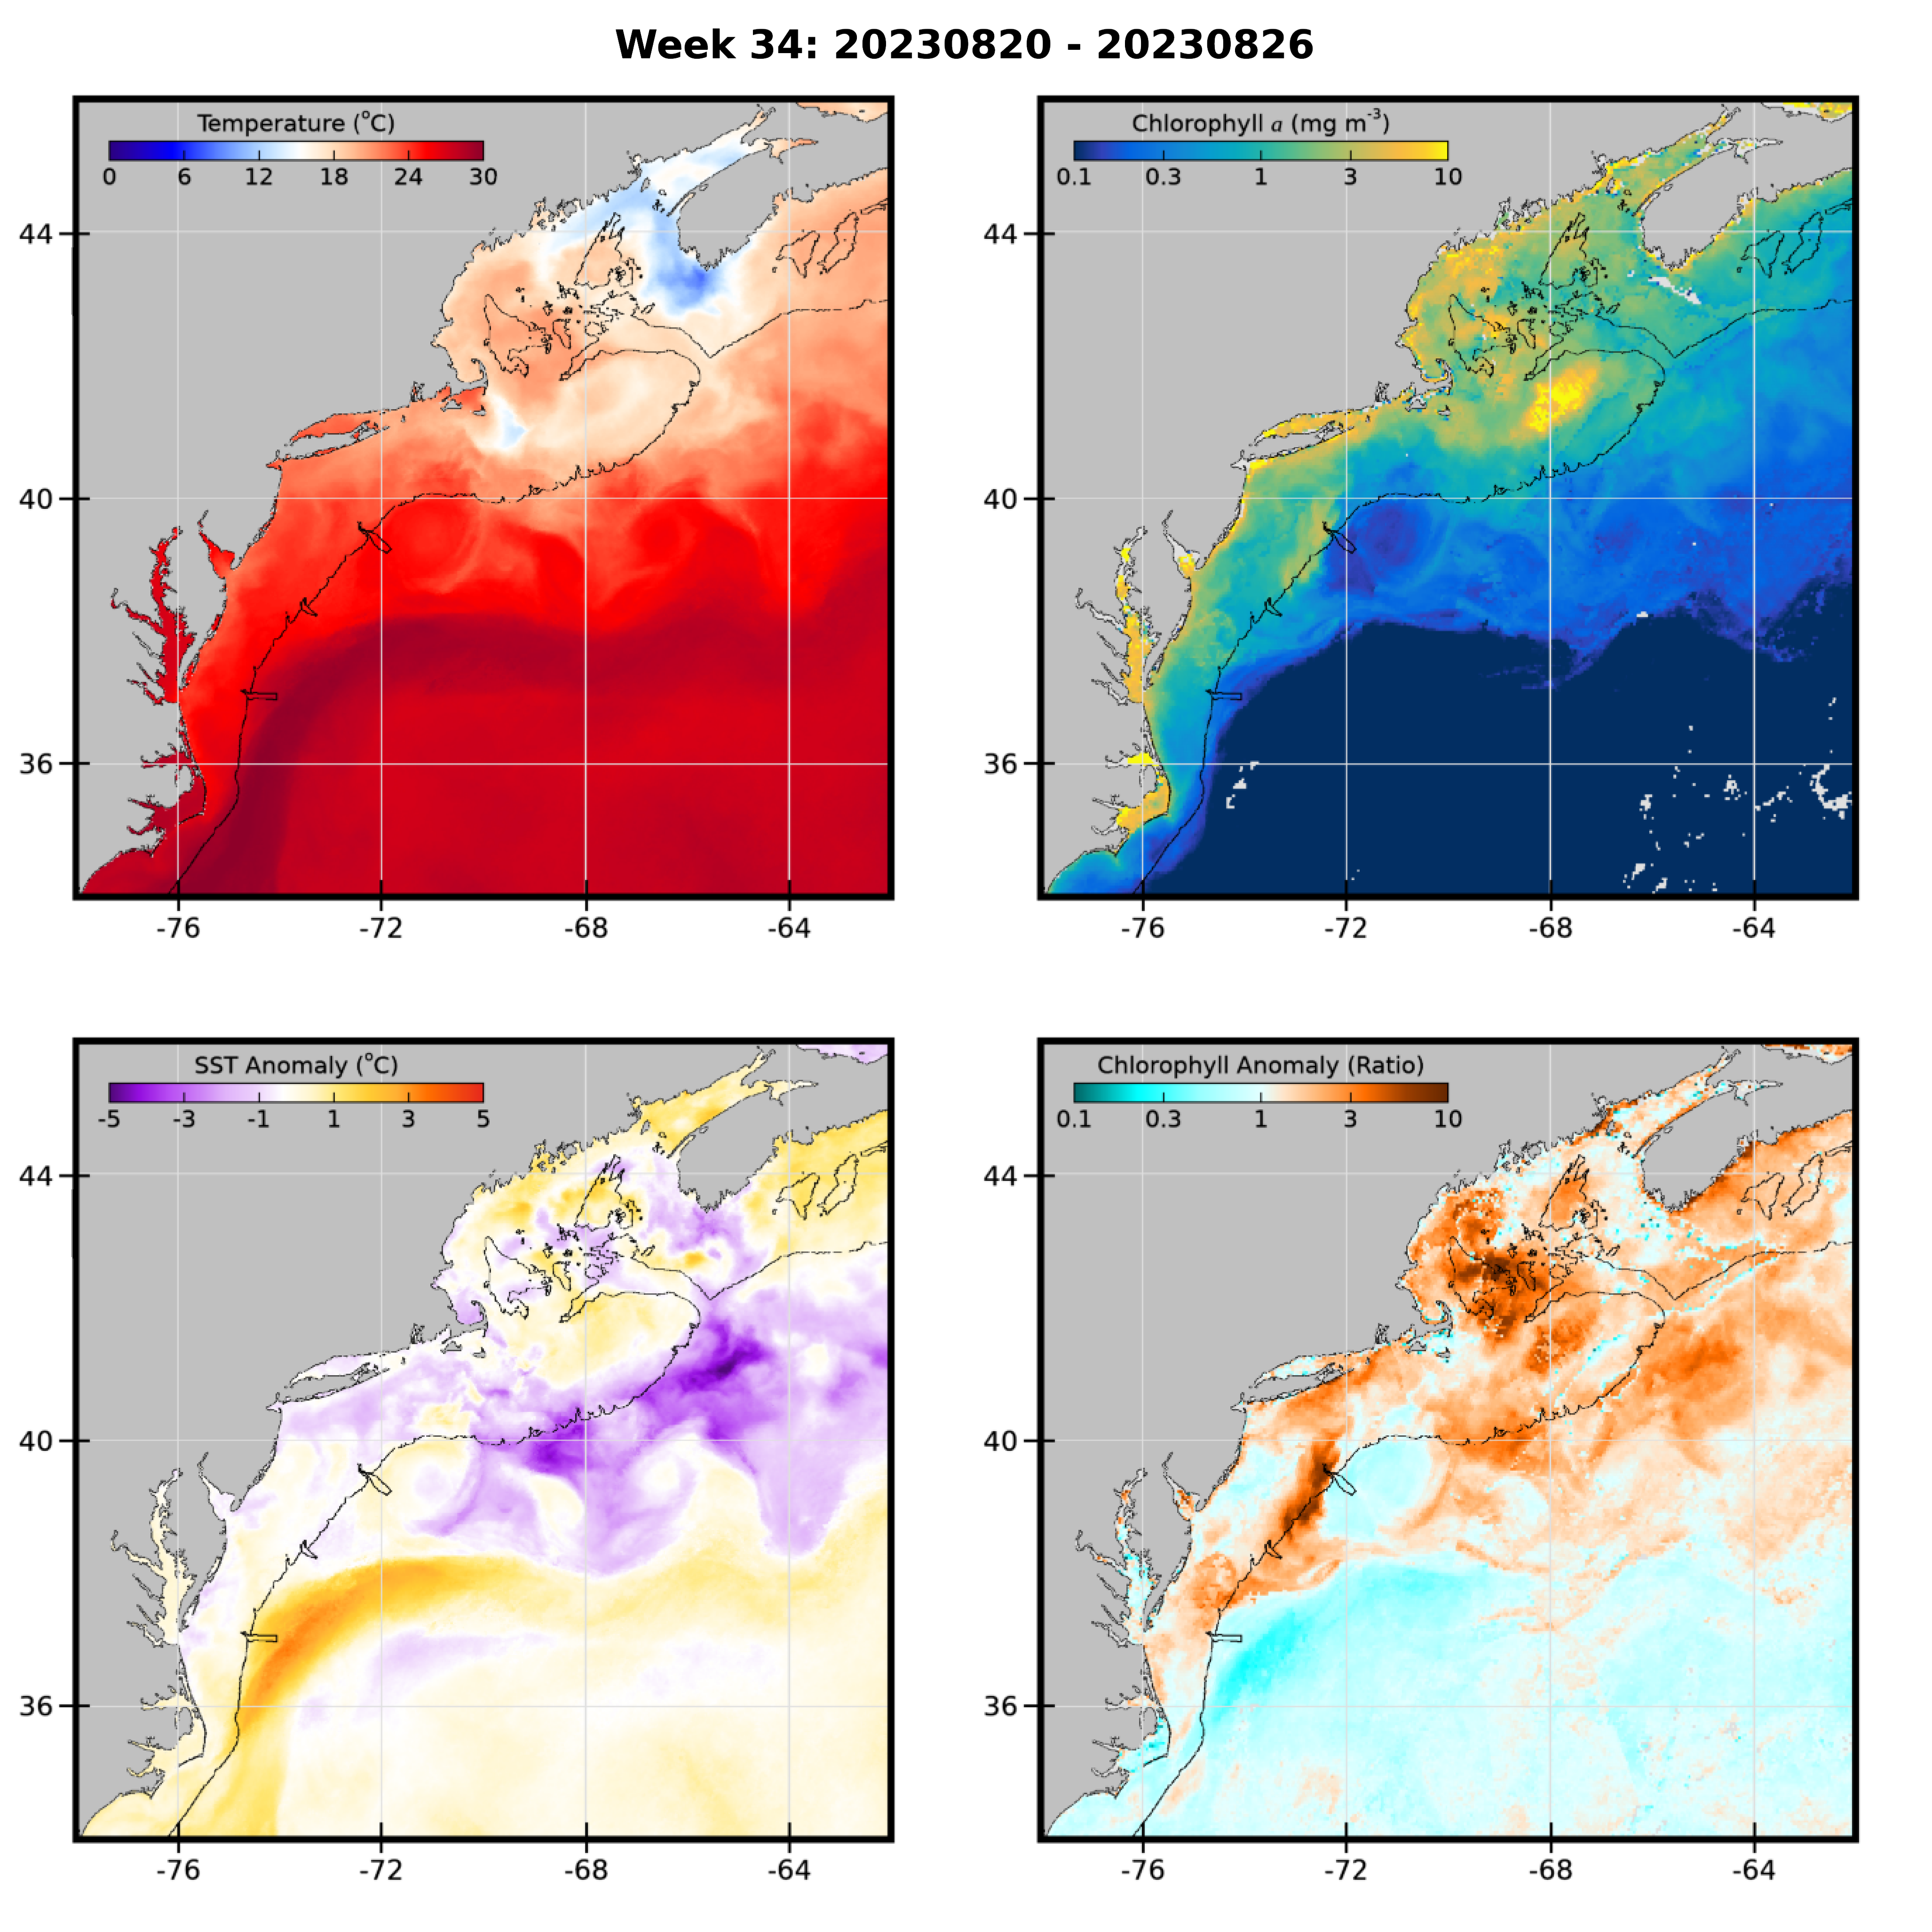 Week 34: 20230820 - 20230826
Temperature (°C)
0 6 12 18 24 30
44
40
36
-76 -72 -68 -64
Chlorophyll a (mg m⁻³)
0.1 0.3 1 3 10
44
40
36
-76 -72 -68 -64
SST Anomaly (°C)
-5 -3 -1 1 3 5
44
40
36
-76 -72 -68 -64
Chlorophyll Anomaly (Ratio)
0.1 0.3 1 3 10
44
40
36
-76 -72 -68 -64